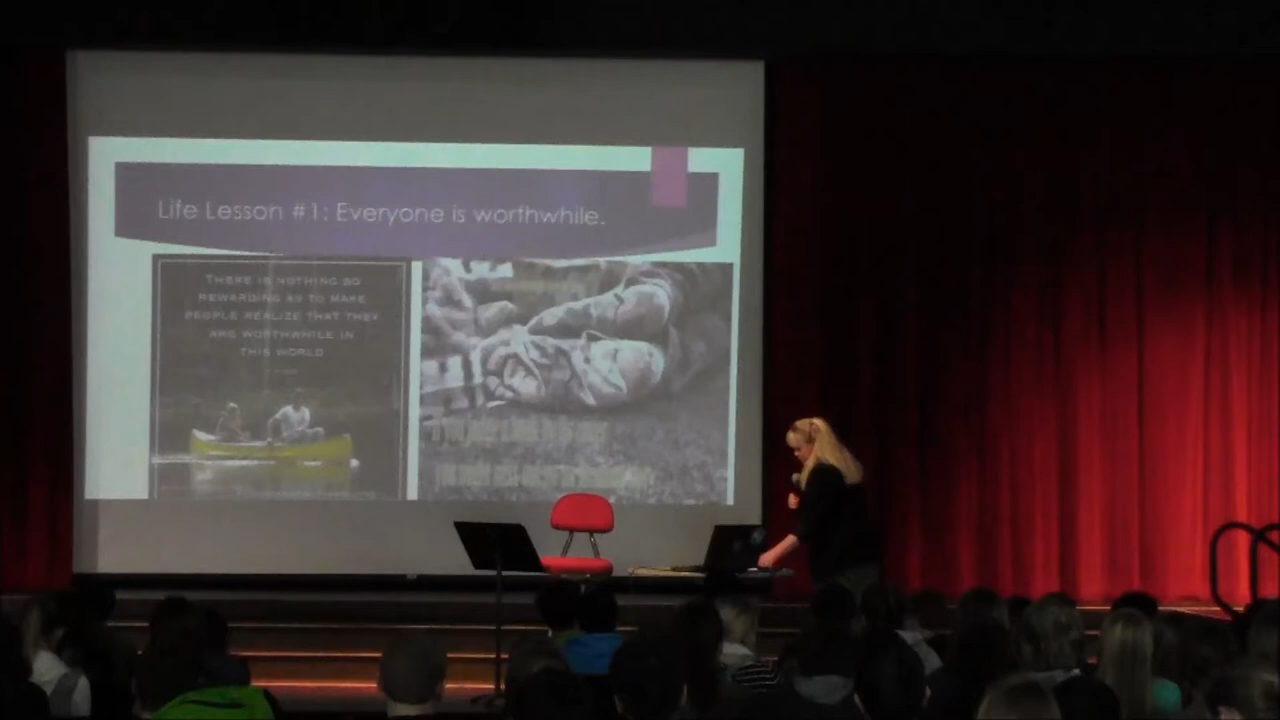 Life Lesson #1: Everyone is worthwhile.
THERE IS NOTHING SO
REWARDING AS TO MAKE
PEOPLE REALIZE THAT THEY
ARE WORTHWHILE IN
THIS WORLD